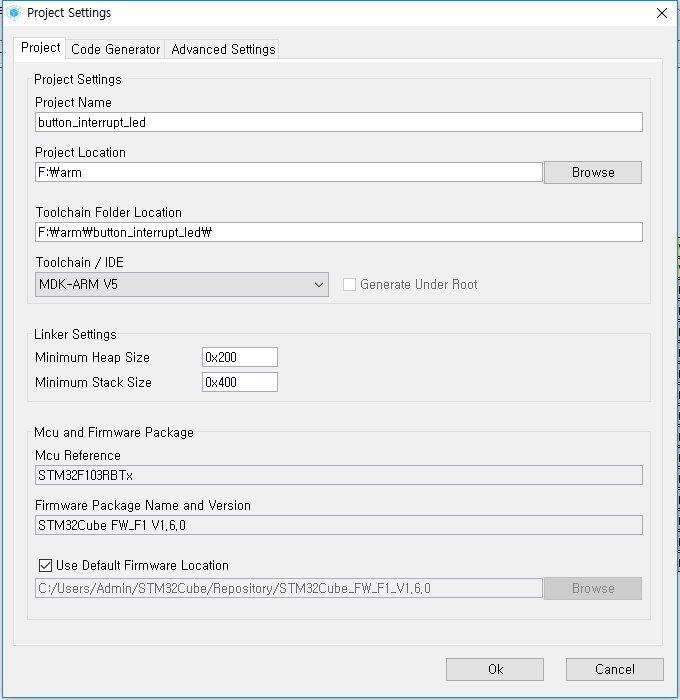 Project Settings
Project Code Generator Advanced Settings
Project Settings
Project Name
button_interrupt_led
Project Location
F:₩arm
Browse
Toolchain Folder Location
F:₩arm₩button_interrupt_led₩
Toolchain / IDE
MDK-ARM V5
Generate Under Root
Linker Settings
Minimum Heap Size
0x200
Minimum Stack Size
0x400
Mcu and Firmware Package
Mcu Reference
STM32F103RBTx
Firmware Package Name and Version
STM32Cube FW_F1 V1.6.0
Use Default Firmware Location
C:/Users/Admin/STM32Cube/Repository/STM32Cube_FW_F1_V1.6.0
Browse
Ok
Cancel